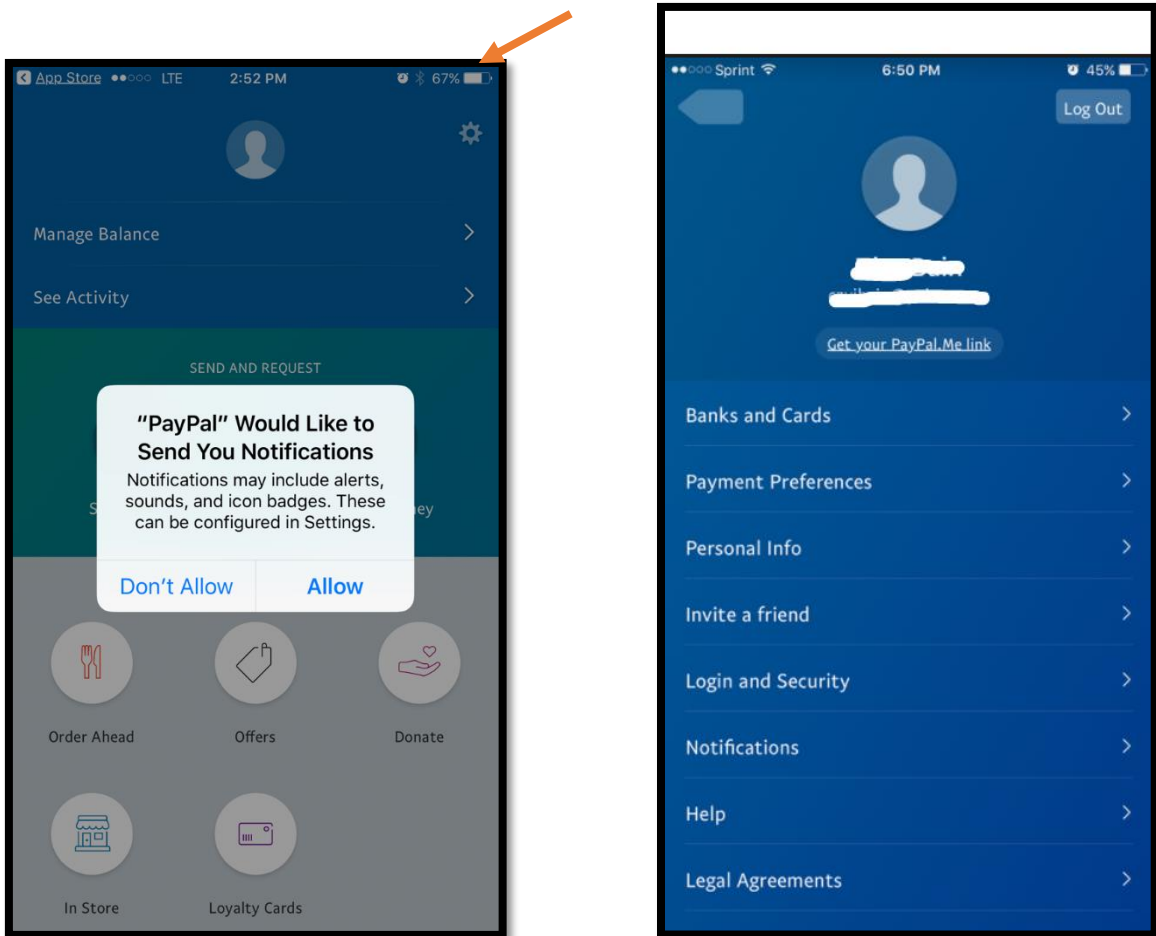 App Store LTE 2:52 PM 67%
Manage Balance
See Activity
SEND AND REQUEST
"PayPal" Would Like to
Send You Notifications
Notifications may include alerts,
sounds, and icon badges. These
can be configured in Settings.
Don't Allow Allow
Order Ahead Offers Donate
In Store Loyalty Cards
Sprint 6:50 PM 45%
Log Out
Get your PayPal.Me link
Banks and Cards
Payment Preferences
Personal Info
Invite a friend
Login and Security
Notifications
Help
Legal Agreements